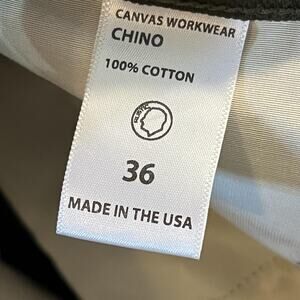 CANVAS WORKWEAR
CHINO
100% COTTON
36
MADE IN THE USA